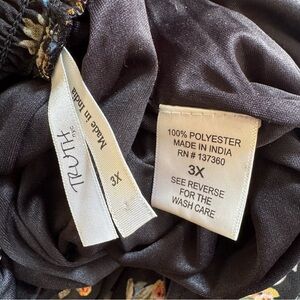 TRUTH
Made in India
3X
100% POLYESTER
MADE IN INDIA
RN # 137360
3X
SEE REVERSE
FOR THE
WASH CARE